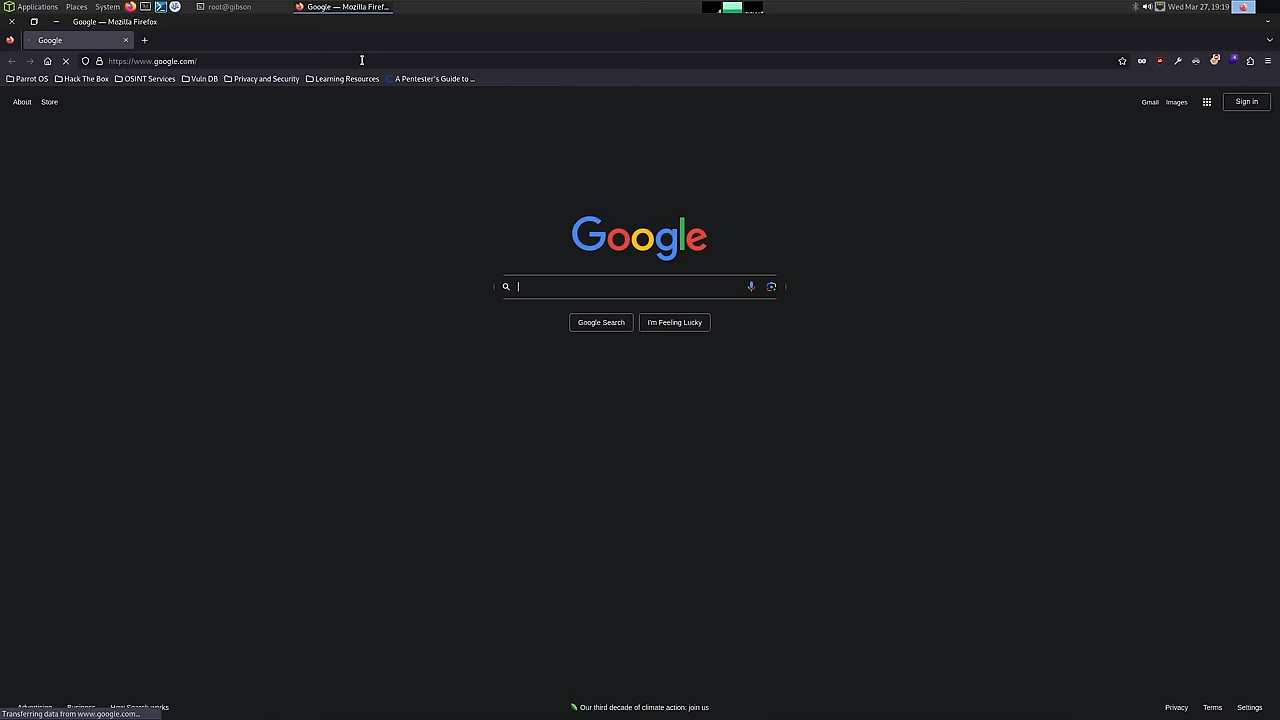 Applications Places System root@gibson Google — Mozilla Firef... Wed Mar 27, 19:19
Google — Mozilla Firefox
Google
https://www.google.com/
Parrot OS Hack The Box OSINT Services Vuln DB Privacy and Security Learning Resources A Pentester's Guide to ...
About Store Gmail Images Sign in
Google
Google Search I'm Feeling Lucky
Advertising Business How Search works Our third decade of climate action: join us Privacy Terms Settings
Transferring data from www.google.com...